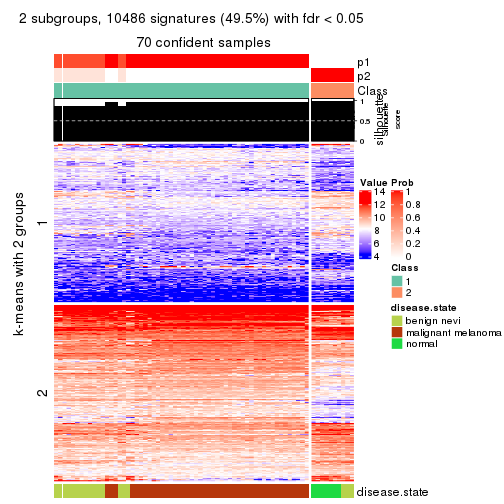 2 subgroups, 10486 signatures (49.5%) with fdr < 0.05
70 confident samples
p1
p2
Class
1
0.5
0
silhouette
Silhouette
score
k-means with 2 groups
1
2
disease.state
Value
14
12
10
8
6
4
Prob
1
0.8
0.6
0.4
0.2
0
Class
1
2
disease.state
benign nevi
malignant melanoma
normal